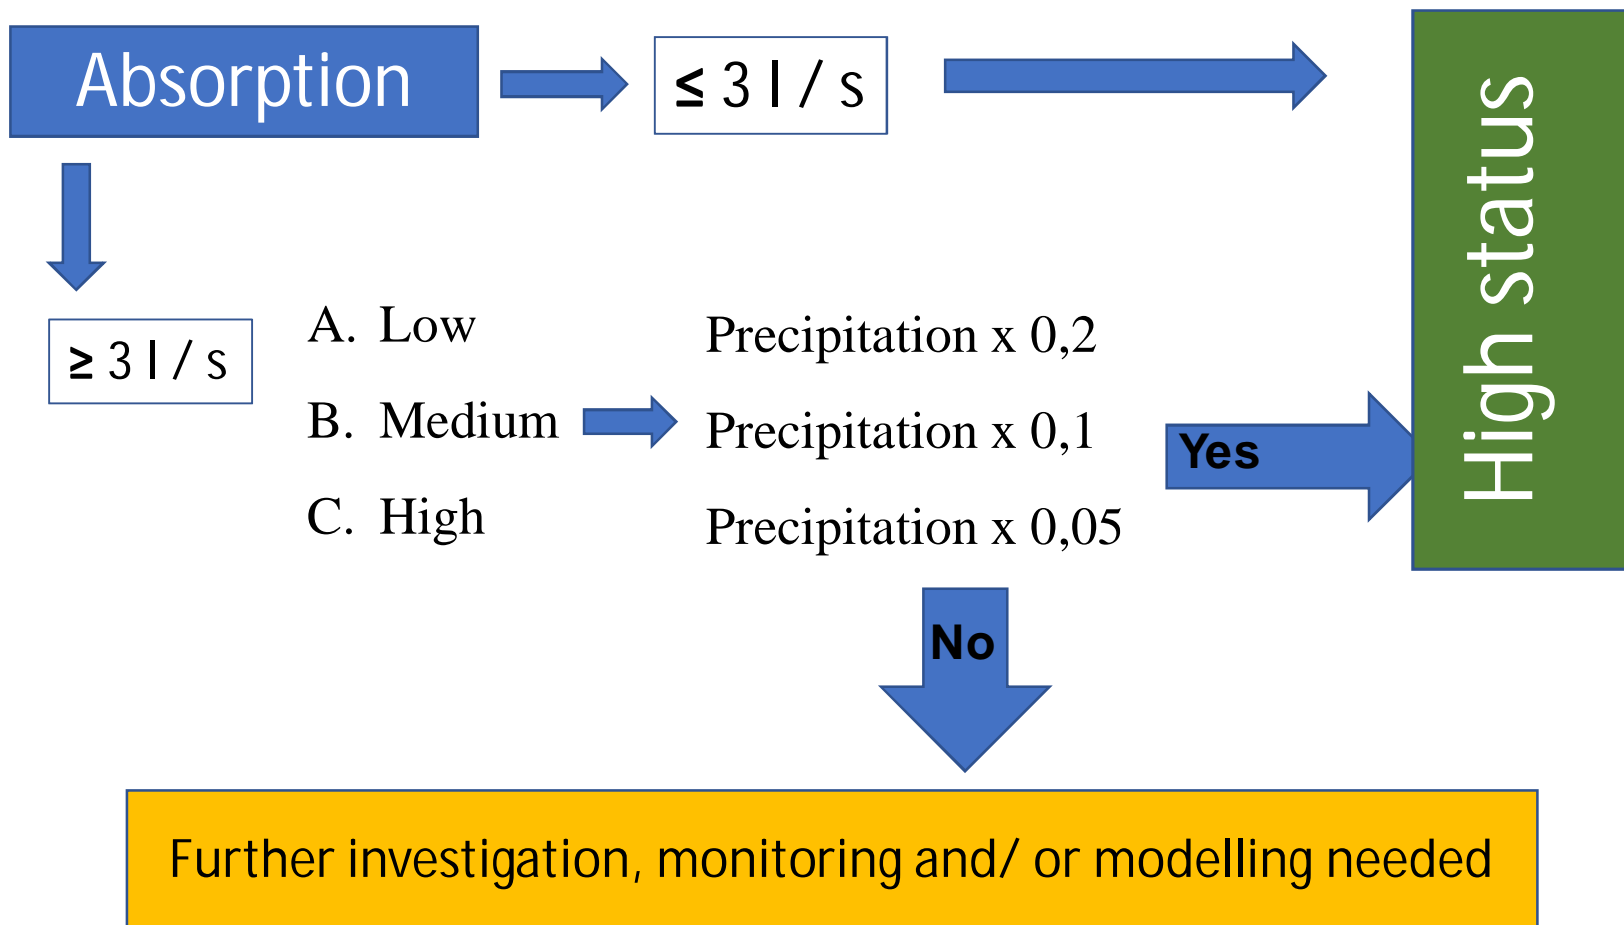 Absorption
≤ 3 l / s
High status
≥ 3 l / s
A. Low
B. Medium
C. High
Precipitation x 0,2
Precipitation x 0,1
Precipitation x 0,05
Yes
No
Further investigation, monitoring and/ or modelling needed